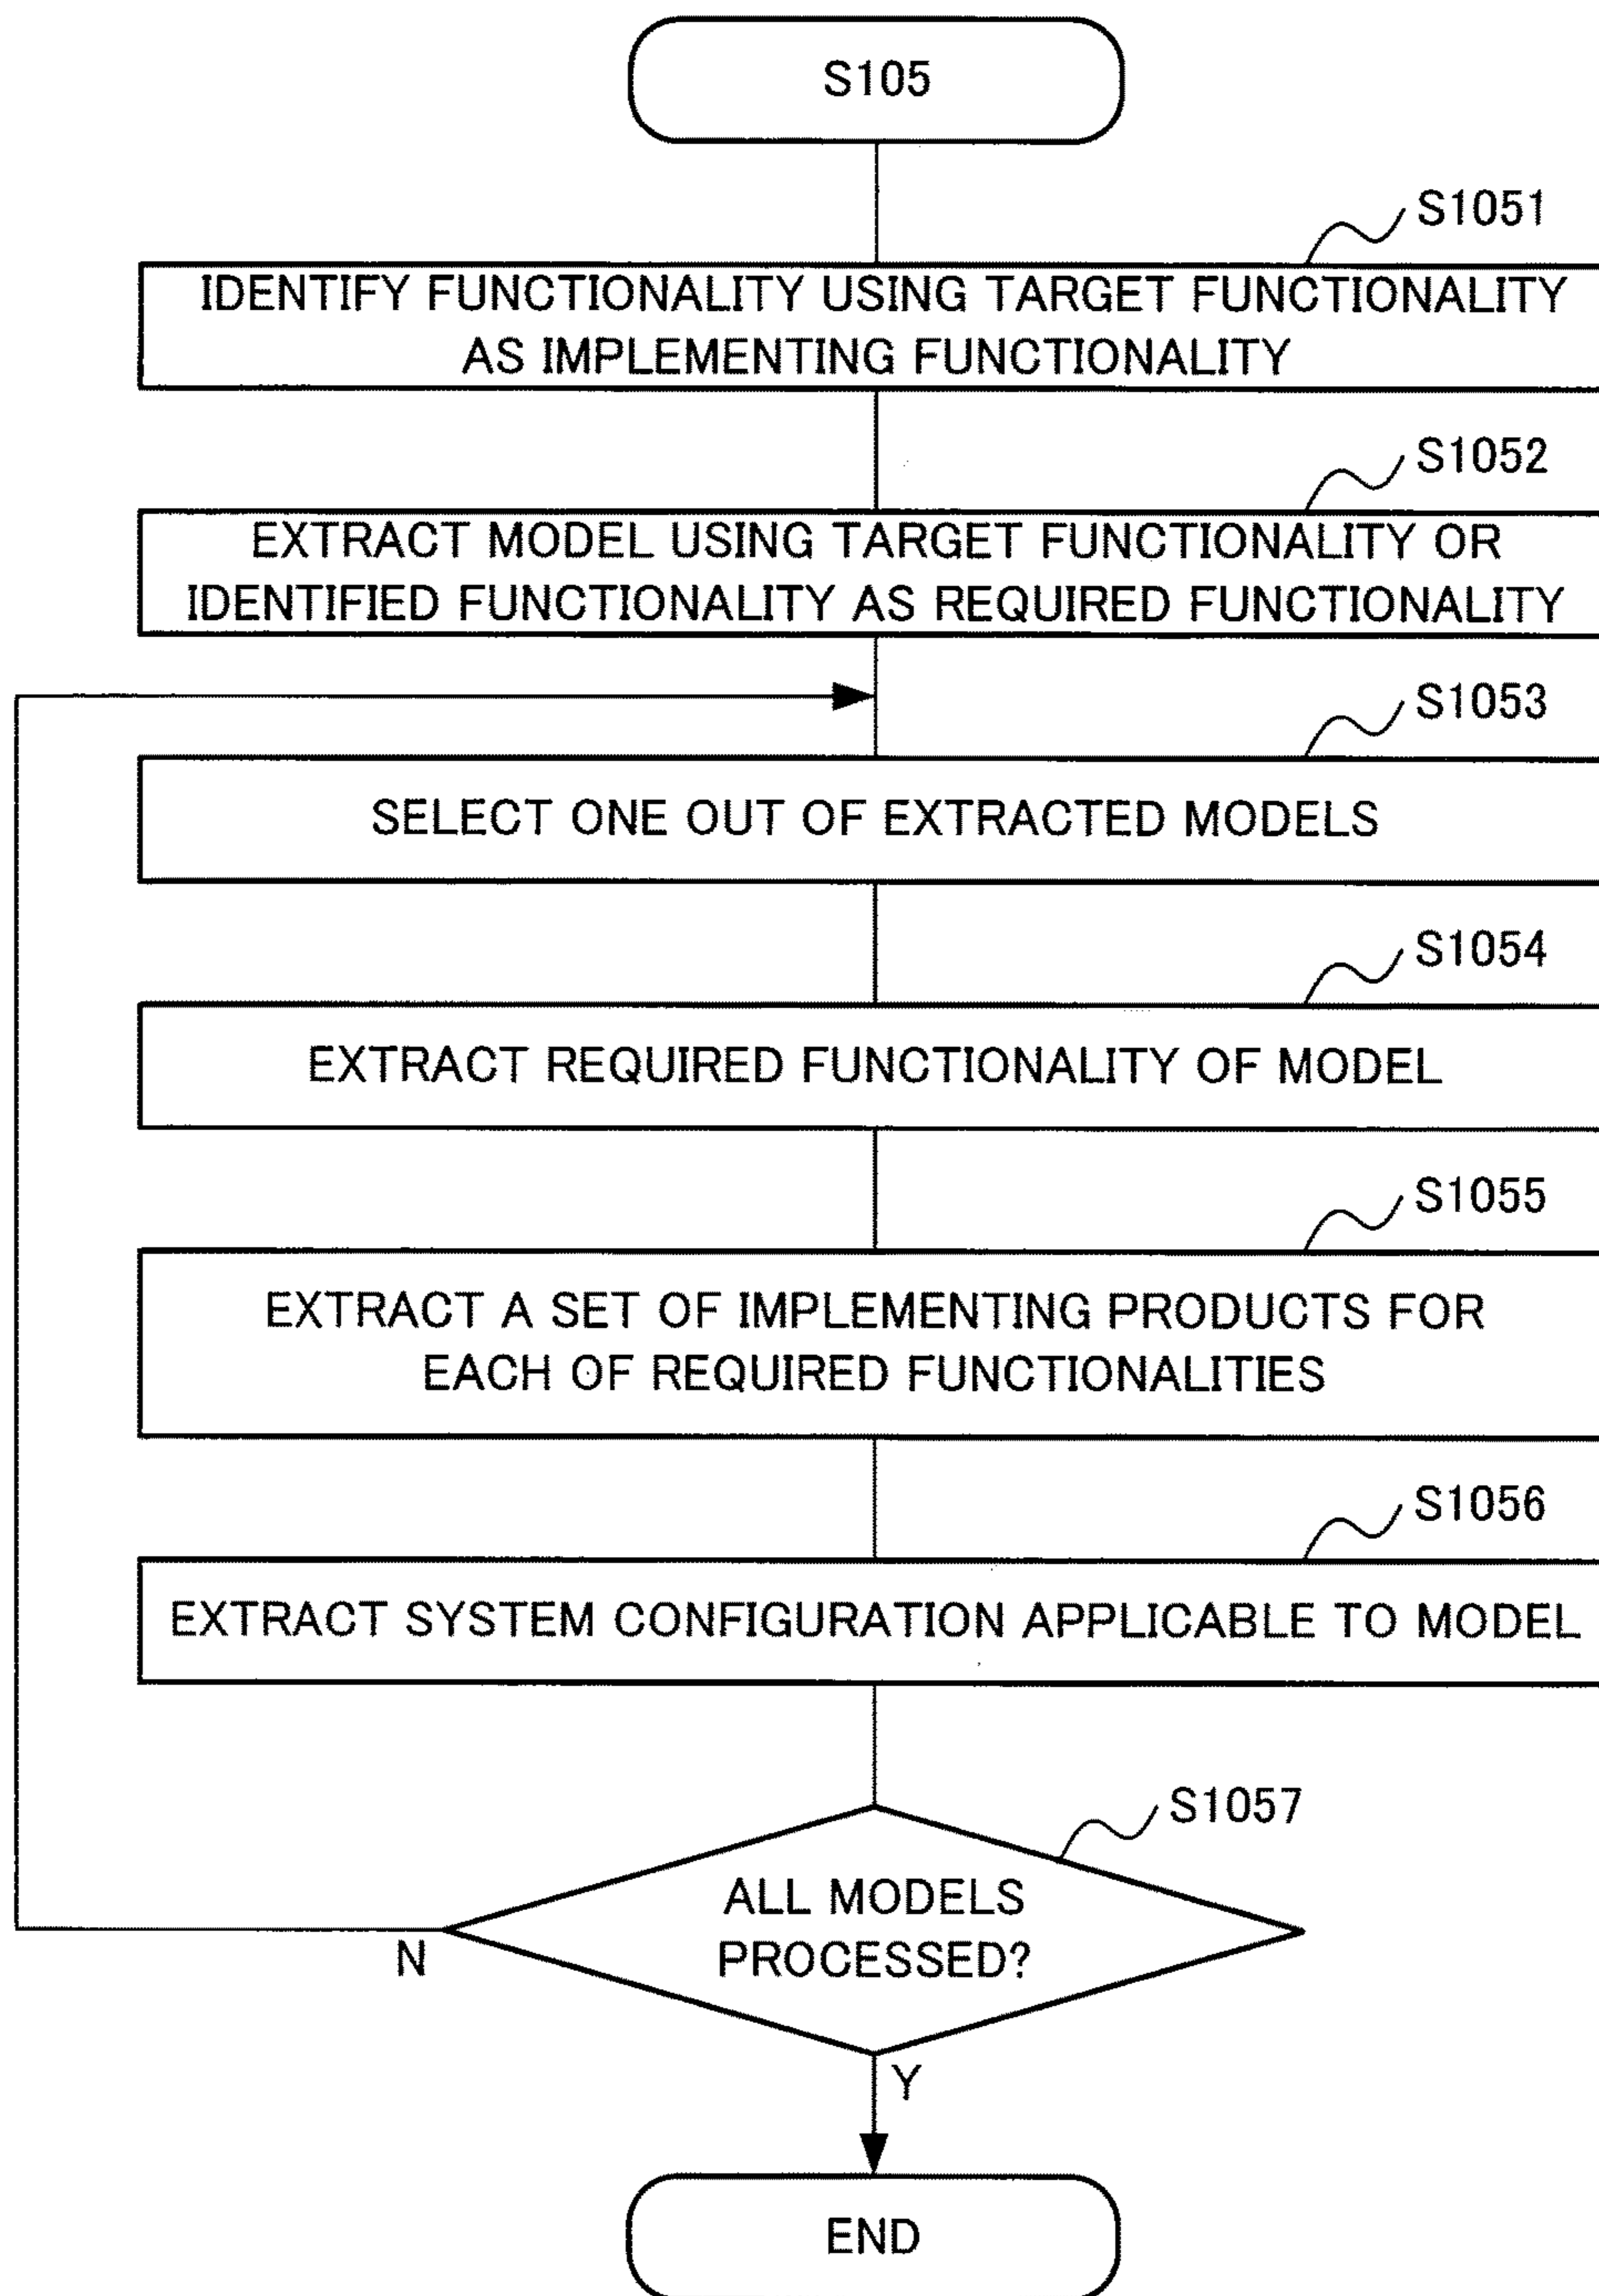 S105
S1051
IDENTIFY FUNCTIONALITY USING TARGET FUNCTIONALITY
AS IMPLEMENTING FUNCTIONALITY
S1052
EXTRACT MODEL USING TARGET FUNCTIONALITY OR
IDENTIFIED FUNCTIONALITY AS REQUIRED FUNCTIONALITY
S1053
SELECT ONE OUT OF EXTRACTED MODELS
S1054
EXTRACT REQUIRED FUNCTIONALITY OF MODEL
S1055
EXTRACT A SET OF IMPLEMENTING PRODUCTS FOR
EACH OF REQUIRED FUNCTIONALITIES
S1056
EXTRACT SYSTEM CONFIGURATION APPLICABLE TO MODEL
S1057
ALL MODELS
PROCESSED?
N
Y
END